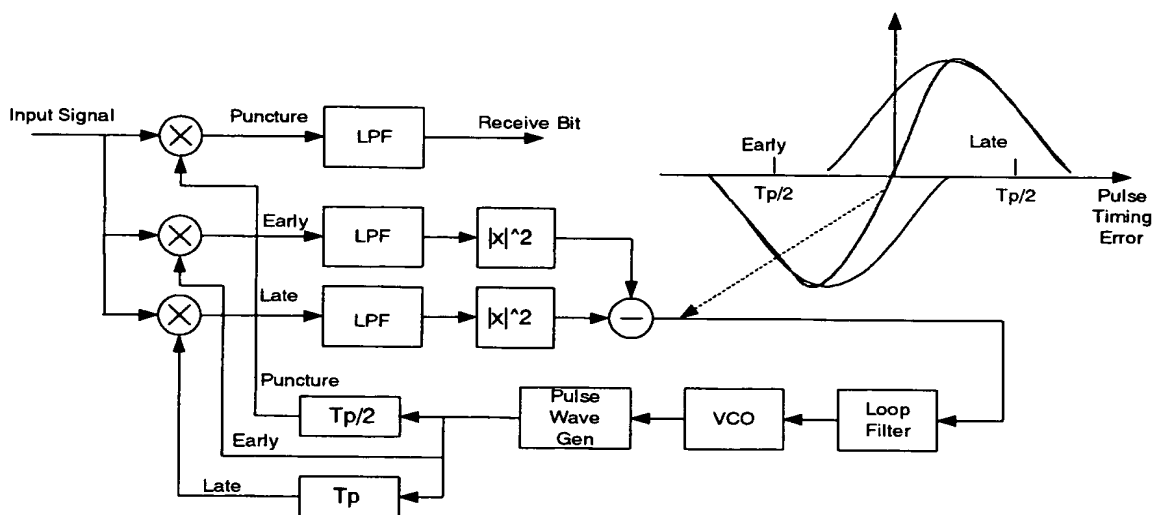 Input Signal
Puncture
LPF
Receive Bit
Early
Late
Tp/2
Tp/2
Pulse
Timing
Error
Early
LPF
|x|^2
Late
LPF
|x|^2
Puncture
Tp/2
Pulse
Wave
Gen
VCO
Loop
Filter
Early
Late
Tp